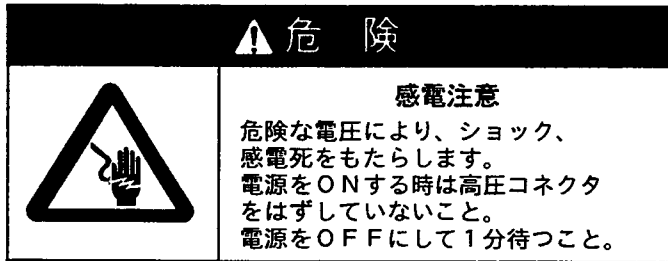 危 険
感電注意
危険な電圧により、ショック、
感電死をもたらします。
電源をＯＮする時は高圧コネクタ
をはずしていないこと。
電源をＯＦＦにして１分待つこと。